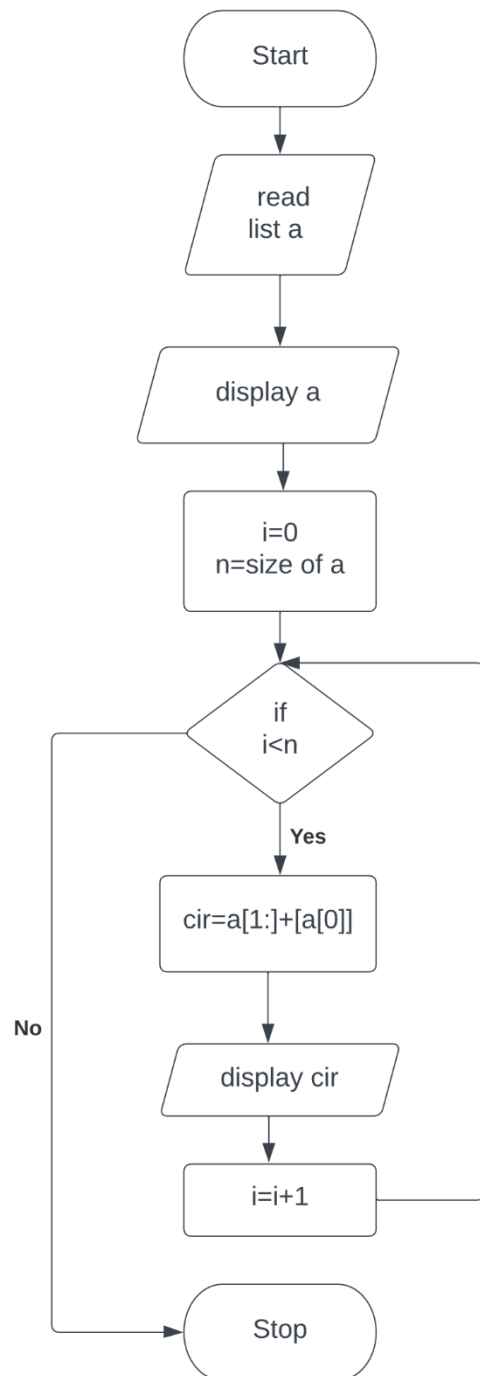 Start
read
list a
display a
i=0
n=size of a
if
i<n
Yes
cir=a[1:]+[a[0]]
No
display cir
i=i+1
Stop